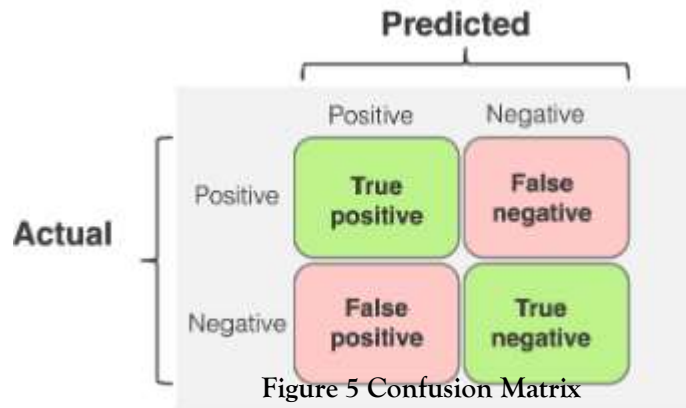 Predicted
Positive Negative
Positive
True
positive
False
negative
Actual
Negative
False
positive
True
negative
Figure 5 Confusion Matrix